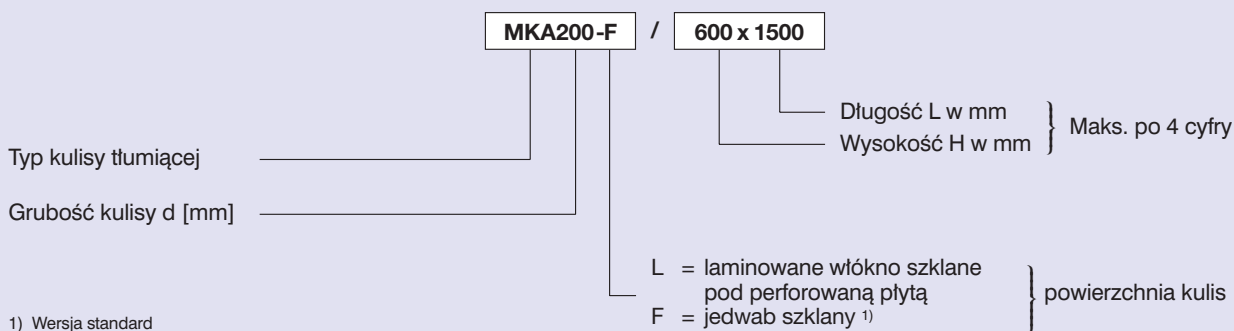 MKA200-F / 600 x 1500
Długość L w mm
Wysokość H w mm
Maks. po 4 cyfry
Typ kulisy tłumiącej
Grubość kulisy d [mm]
L = laminowane włókno szklane
pod perforowaną płytą
F = jedwab szklany 1)
powierzchnia kulis
1) Wersja standard